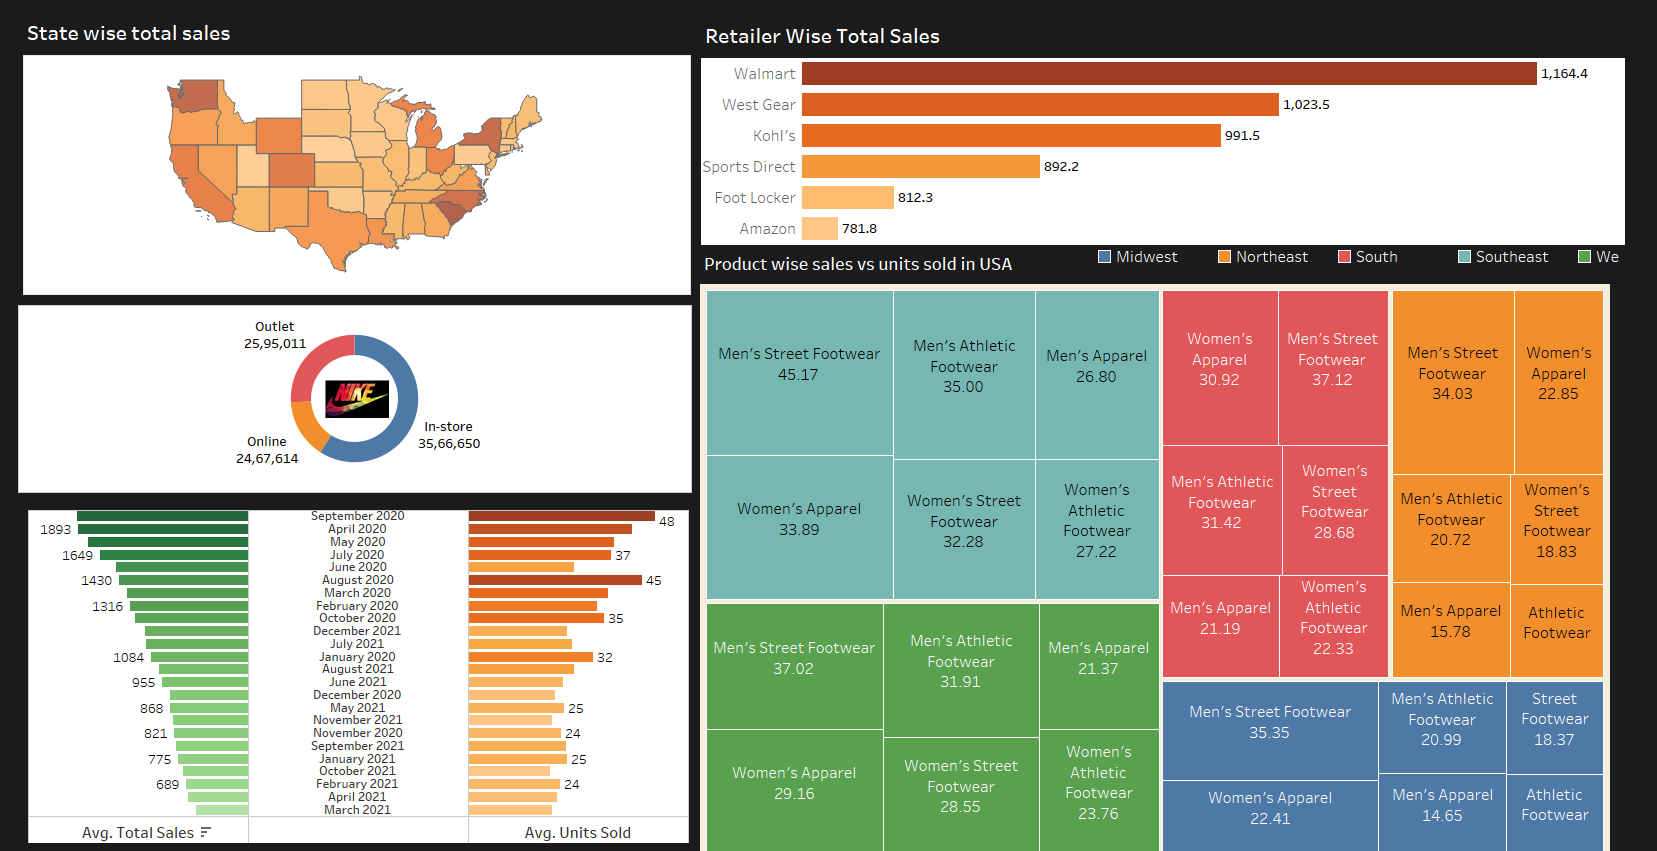 State wise total sales
Retailer Wise Total Sales
Walmart
1,164.4
West Gear
1,023.5
Kohl's
991.5
Sports Direct
892.2
Foot Locker
812.3
Amazon
781.8
Product wise sales vs units sold in USA
Midwest
Northeast
South
Southeast
We
Outlet
25,95,011
NIKE
In-store
35,66,650
Online
24,67,614
September 2020
48
1893
April 2020
May 2020
1649
July 2020
37
June 2020
1430
August 2020
45
March 2020
1316
February 2020
October 2020
35
December 2021
July 2021
1084
January 2020
32
August 2021
955
June 2021
December 2020
868
May 2021
25
November 2021
821
November 2020
24
September 2021
775
January 2021
25
October 2021
689
February 2021
24
April 2021
March 2021
Avg. Total Sales
Avg. Units Sold
Men's Street Footwear
45.17
Men's Athletic
Footwear
35.00
Men's Apparel
26.80
Women's Apparel
33.89
Women's Street
Footwear
32.28
Women's
Athletic
Footwear
27.22
Women's
Apparel
30.92
Men's Street
Footwear
37.12
Men's Athletic
Footwear
31.42
Women's
Street
Footwear
28.68
Men's Apparel
21.19
Women's
Athletic
Footwear
22.33
Men's Street
Footwear
34.03
Women's
Apparel
22.85
Men's Athletic
Footwear
20.72
Women's
Street
Footwear
18.83
Men's Apparel
15.78
Athletic
Footwear
Men's Street Footwear
37.02
Men's Athletic
Footwear
31.91
Men's Apparel
21.37
Women's Apparel
29.16
Women's Street
Footwear
28.55
Women's
Athletic
Footwear
23.76
Men's Street Footwear
35.35
Men's Athletic
Footwear
20.99
Street
Footwear
18.37
Women's Apparel
22.41
Men's Apparel
14.65
Athletic
Footwear